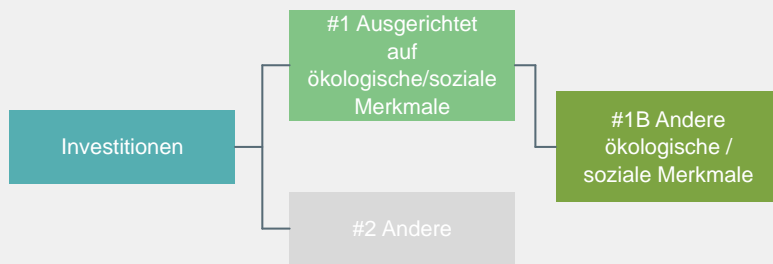 #1 Ausgerichtet
auf
ökologische/soziale
Merkmale
Investitionen
#1B Andere
ökologische /
soziale Merkmale
#2 Andere